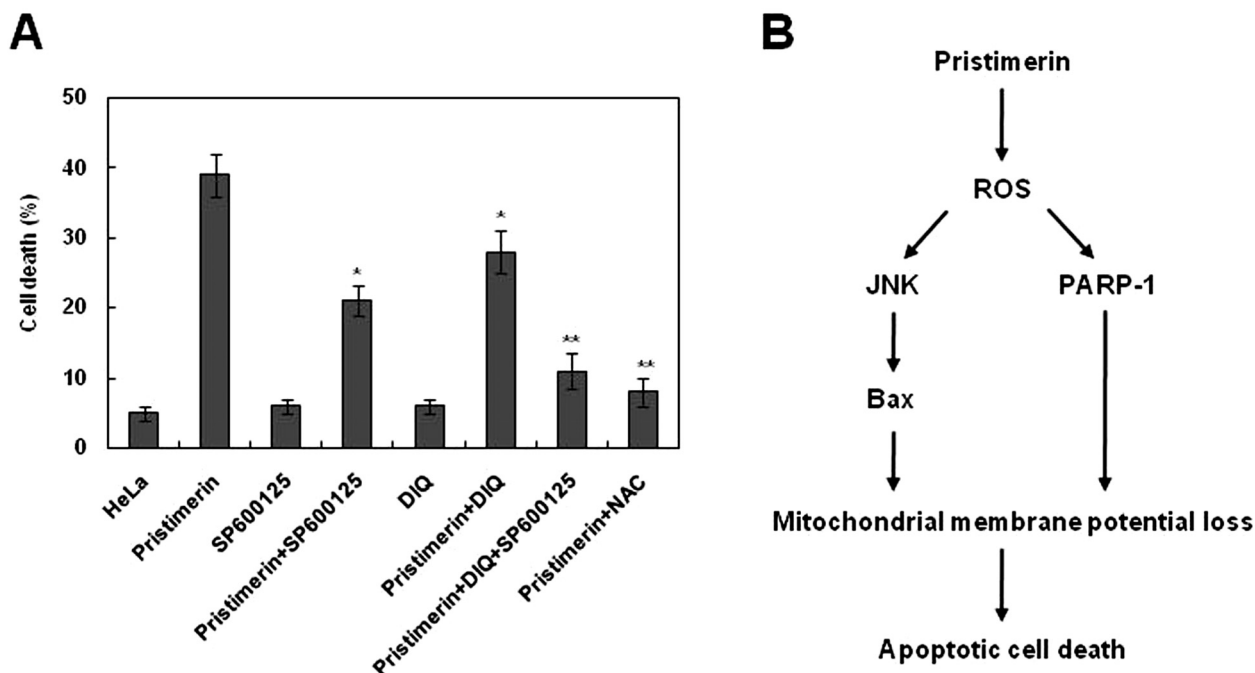 A
Cell death (%)
50
40
30
20
10
0
*
*
**
**
HeLa
Pristimerin
SP600125
Pristimerin+SP600125
DIQ
Pristimerin+DIQ
Pristimerin+DIQ+SP600125
Pristimerin+NAC
B
Pristimerin
ROS
JNK PARP-1
Bax
Mitochondrial membrane potential loss
Apoptotic cell death